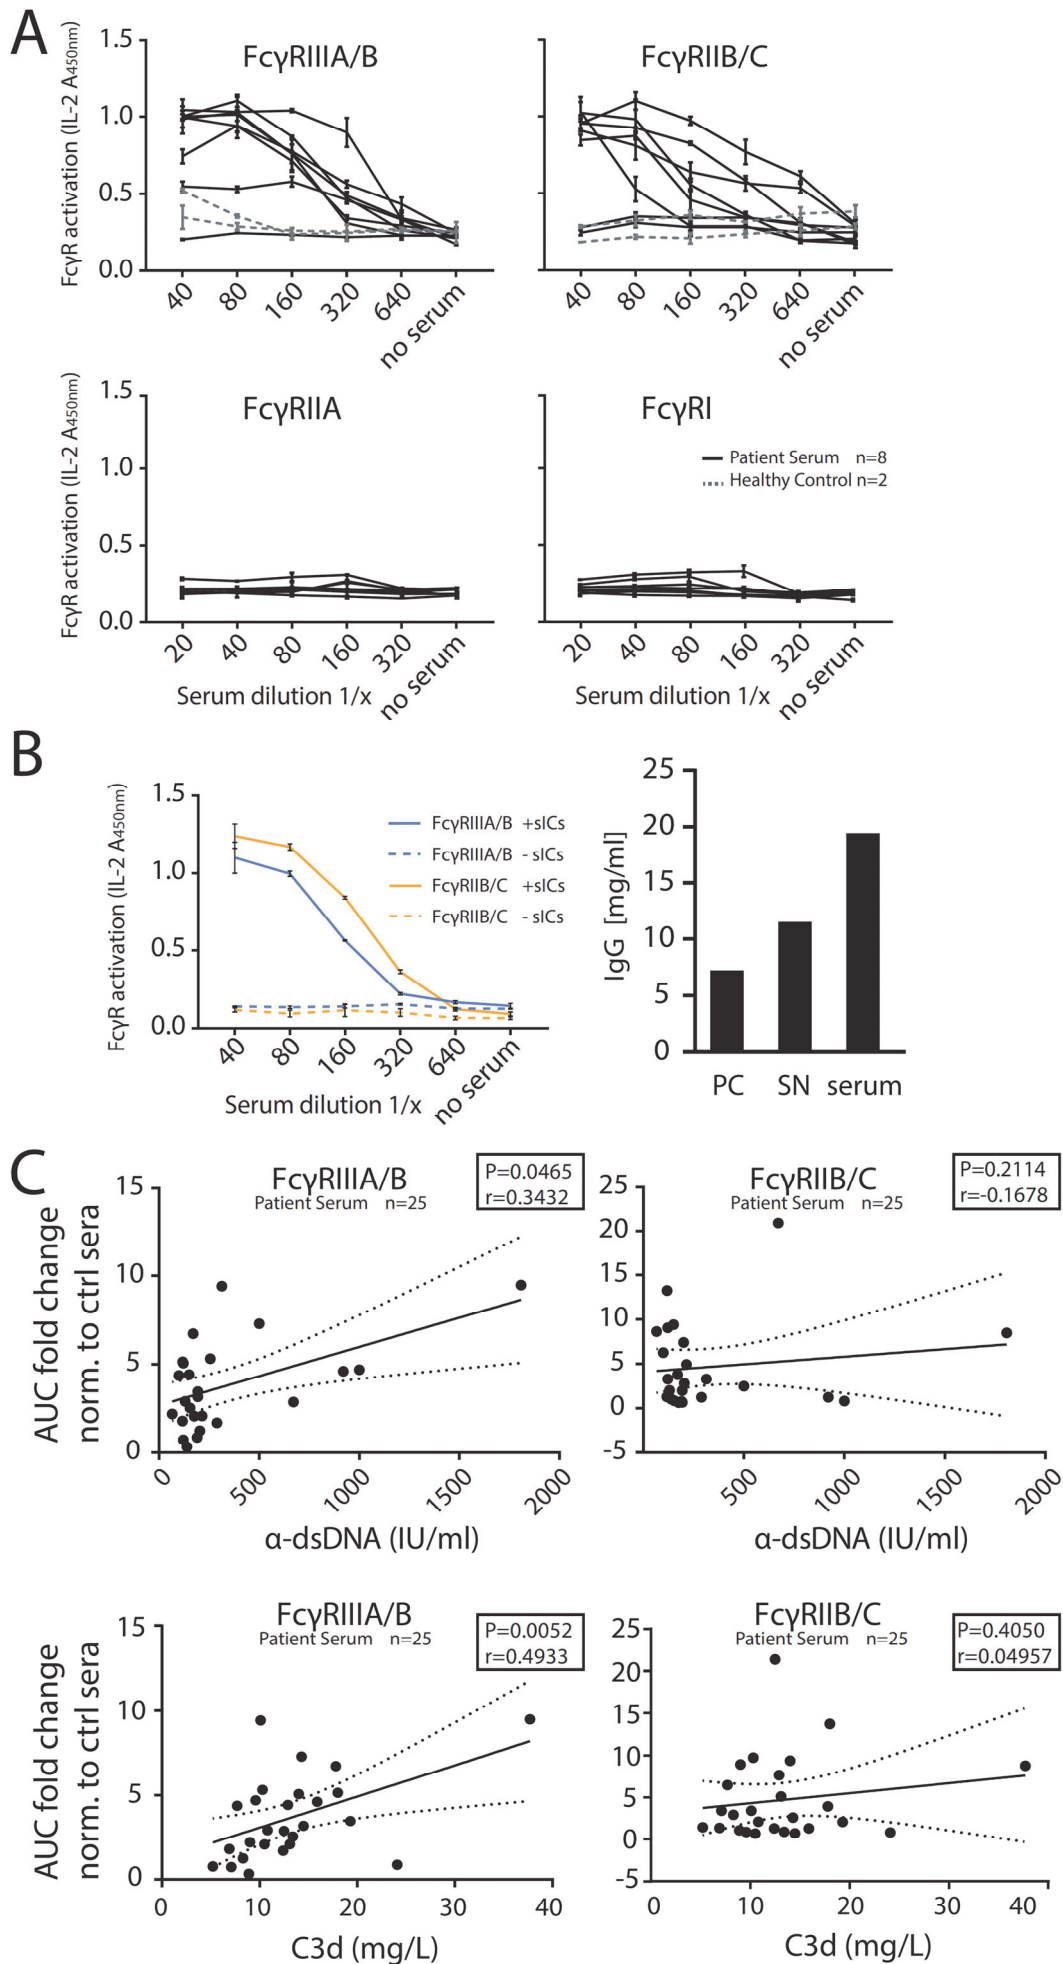 A
FcγR activation (IL-2 A450nm)
1.5
1.0
0.5
0.0
FcγRIIIA/B
40
80
160
320
640
no serum
FcγRIIB/C
40
80
160
320
640
no serum
FcγR activation (IL-2 A450nm)
1.5
1.0
0.5
0.0
FcγRIIA
20
40
80
160
320
no serum
Serum dilution 1/x
FcγRI
Patient Serum n=8
Healthy Control n=2
20
40
80
160
320
no serum
Serum dilution 1/x
B
FcγR activation (IL-2 A450nm)
1.5
1.0
0.5
0.0
FcγRIIIA/B +sICs
FcγRIIIA/B - sICs
FcγRIIB/C +sICs
FcγRIIB/C - sICs
40
80
160
320
640
no serum
Serum dilution 1/x
IgG [mg/ml]
25
20
15
10
5
0
PC SN serum
C
AUC fold change
norm. to ctrl sera
15
10
5
0
FcγRIIIA/B
Patient Serum n=25
P=0.0465
r=0.3432
0
500
1000
1500
2000
α-dsDNA (IU/ml)
25
20
15
10
5
0
-5
FcγRIIB/C
Patient Serum n=25
P=0.2114
r=-0.1678
500
1000
1500
2000
α-dsDNA (IU/ml)
AUC fold change
norm. to ctrl sera
15
10
5
0
FcγRIIIA/B
Patient Serum n=25
P=0.0052
r=0.4933
0 10 20 30 40
C3d (mg/L)
25
20
15
10
5
0
-5
FcγRIIB/C
Patient Serum n=25
P=0.4050
r=0.04957
0 10 20 30 40
C3d (mg/L)